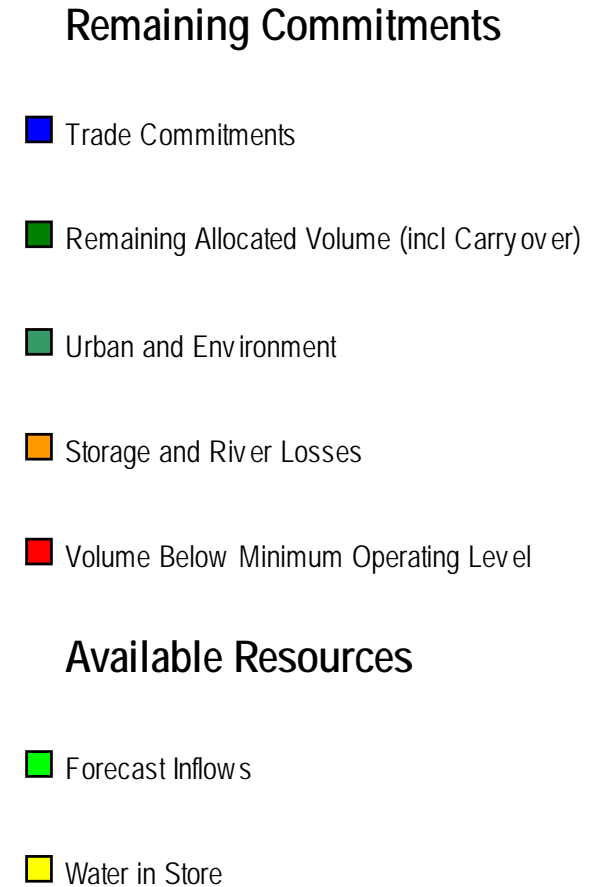 Remaining Commitments
Trade Commitments
Remaining Allocated Volume (incl Carryover)
Urban and Environment
Storage and River Losses
Volume Below Minimum Operating Level
Available Resources
Forecast Inflows
Water in Store